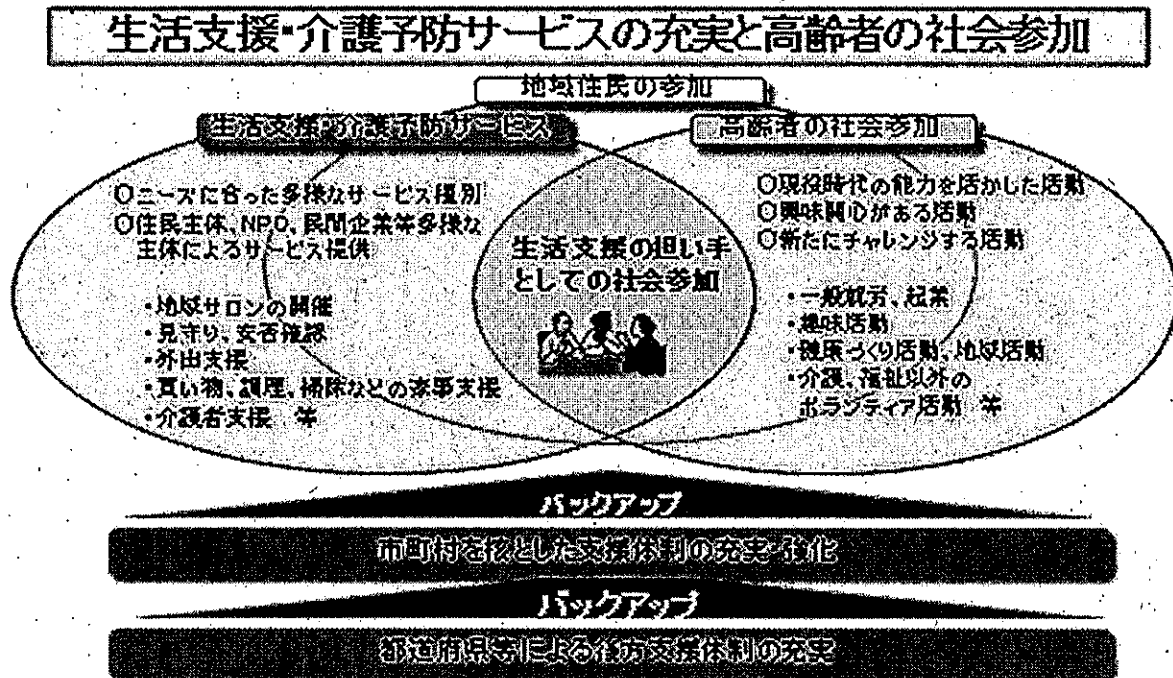 生活支援・介護予防サービスの充実と高齢者の社会参加
地域住民の参加
生活支援・介護予防サービス
○ニーズに合った多様なサービス種別
○住民主体、NPO、民間企業等多様な
主体によるサービス提供
・地域サロンの開催
・見守り、安否確認
・外出支援
・買い物、調理、掃除などの家事支援
・介護者支援 等
生活支援の担い手
としての社会参加
高齢者の社会参加
○現役時代の能力を活かした活動
○興味関心がある活動
○新たにチャレンジする活動
・一般就労、起業
・趣味活動
・健康づくり活動、地域活動
・介護、福祉以外の
ボランティア活動 等
バックアップ
市町村を核とした支援体制の充実・強化
バックアップ
都道府県等による後方支援体制の充実